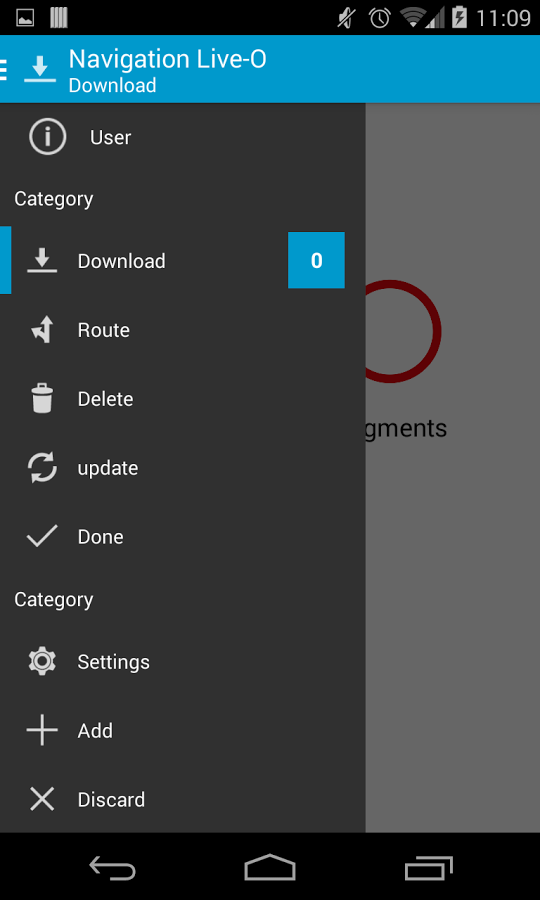 11:09
Navigation Live-O
Download
User
Category
Download 0
Route
Delete
gments
update
Done
Category
Settings
Add
Discard